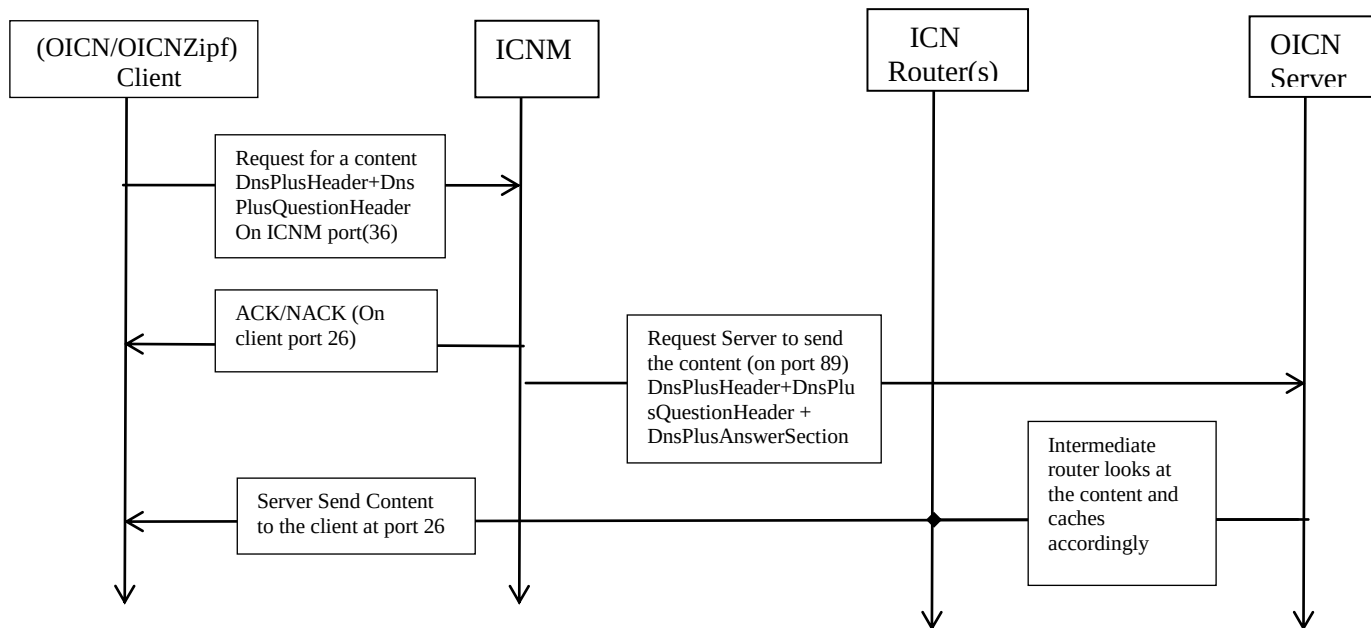 (OICN/OICNZipf)
Client
ICNM
ICN
Router(s)
OICN
Server
Request for a content
DnsPlusHeader+Dns
PlusQuestionHeader
On ICNM port(36)
ACK/NACK (On
client port 26)
Request Server to send
the content (on port 89)
DnsPlusHeader+DnsPlu
sQuestionHeader +
DnsPlusAnswerSection
Intermediate
router looks at
the content and
caches
accordingly
Server Send Content
to the client at port 26